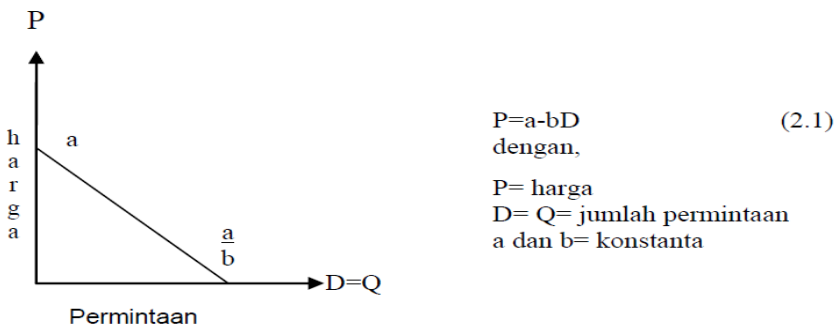 P
h
a
r
g
a
a
a
b
D=Q
Permintaan
P=a-bD (2.1)
dengan,
P= harga
D= Q= jumlah permintaan
a dan b= konstanta